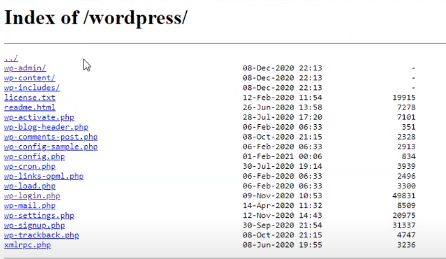 Index of /wordpress/
../
wp-admin/ 08-Dec-2020 22:13 -
wp-content/ 08-Dec-2020 22:13 -
wp-includes/ 08-Dec-2020 22:13 -
license.txt 12-Feb-2020 11:54 19915
readme.html 26-Jun-2020 13:58 7278
wp-activate.php 28-Jul-2020 17:20 7101
wp-blog-header.php 06-Feb-2020 06:33 351
wp-comments-post.php 08-Oct-2020 21:15 2328
wp-config-sample.php 06-Feb-2020 06:33 2913
wp-config.php 01-Feb-2021 00:06 834
wp-cron.php 30-Jul-2020 19:14 3939
wp-links-opml.php 06-Feb-2020 06:33 2496
wp-load.php 06-Feb-2020 06:33 3300
wp-login.php 09-Nov-2020 10:53 49831
wp-mail.php 14-Apr-2020 11:32 8509
wp-settings.php 12-Nov-2020 14:43 20975
wp-signup.php 30-Sep-2020 21:54 31337
wp-trackback.php 08-Oct-2020 21:15 4747
xmlrpc.php 08-Jun-2020 19:55 3236